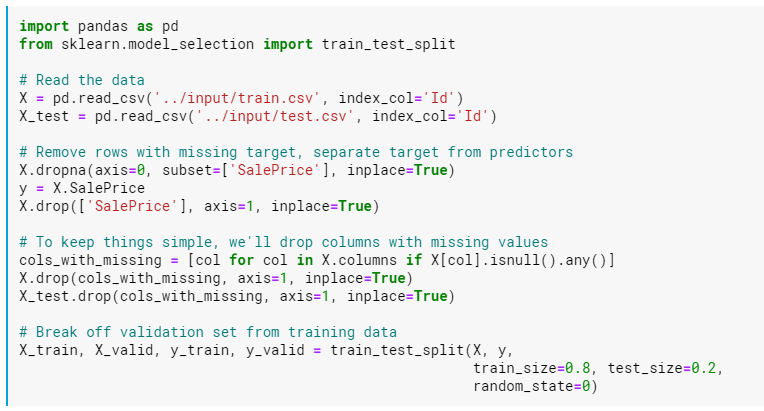 import pandas as pd
from sklearn.model_selection import train_test_split
# Read the data
X = pd.read_csv('../input/train.csv', index_col='Id')
X_test = pd.read_csv('../input/test.csv', index_col='Id')
# Remove rows with missing target, separate target from predictors
X.dropna(axis=0, subset=['SalePrice'], inplace=True)
y = X.SalePrice
X.drop(['SalePrice'], axis=1, inplace=True)
# To keep things simple, we'll drop columns with missing values
cols_with_missing = [col for col in X.columns if X[col].isnull().any()]
X.drop(cols_with_missing, axis=1, inplace=True)
X_test.drop(cols_with_missing, axis=1, inplace=True)
# Break off validation set from training data
X_train, X_valid, y_train, y_valid = train_test_split(X, y,
train_size=0.8, test_size=0.2,
random_state=0)